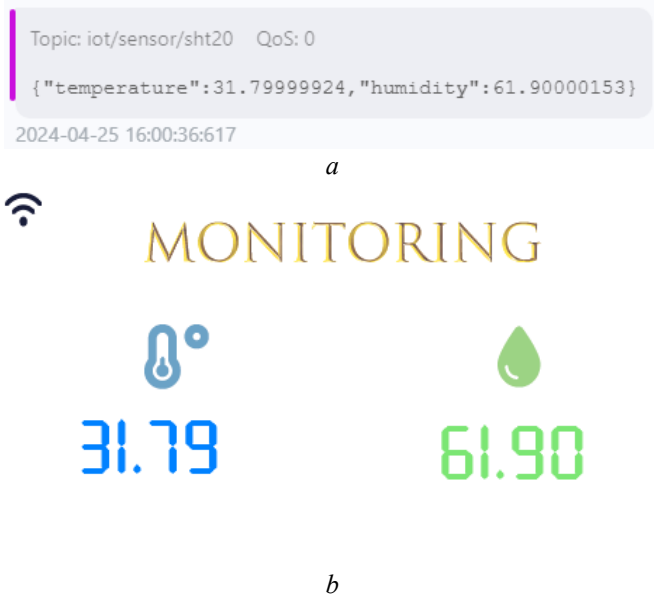 Topic: iot/sensor/sht20 QoS: 0
{"temperature":31.79999924,"humidity":61.90000153}
2024-04-25 16:00:36:617
a
MONITORING
31.79 61.90
b